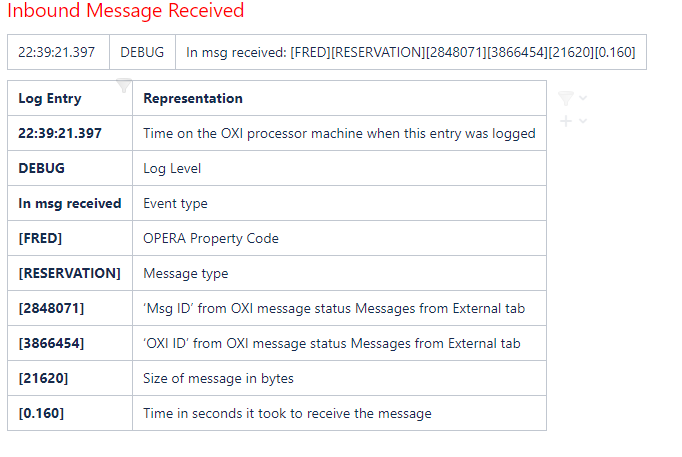 Inbound Message Received
22:39:21.397 DEBUG In msg received: [FRED][RESERVATION][2848071][3866454][21620][0.160]
Log Entry Representation
22:39:21.397 Time on the OXI processor machine when this entry was logged
DEBUG Log Level
In msg received Event type
[FRED] OPERA Property Code
[RESERVATION] Message type
[2848071] ‘Msg ID’ from OXI message status Messages from External tab
[3866454] ‘OXI ID’ from OXI message status Messages from External tab
[21620] Size of message in bytes
[0.160] Time in seconds it took to receive the message